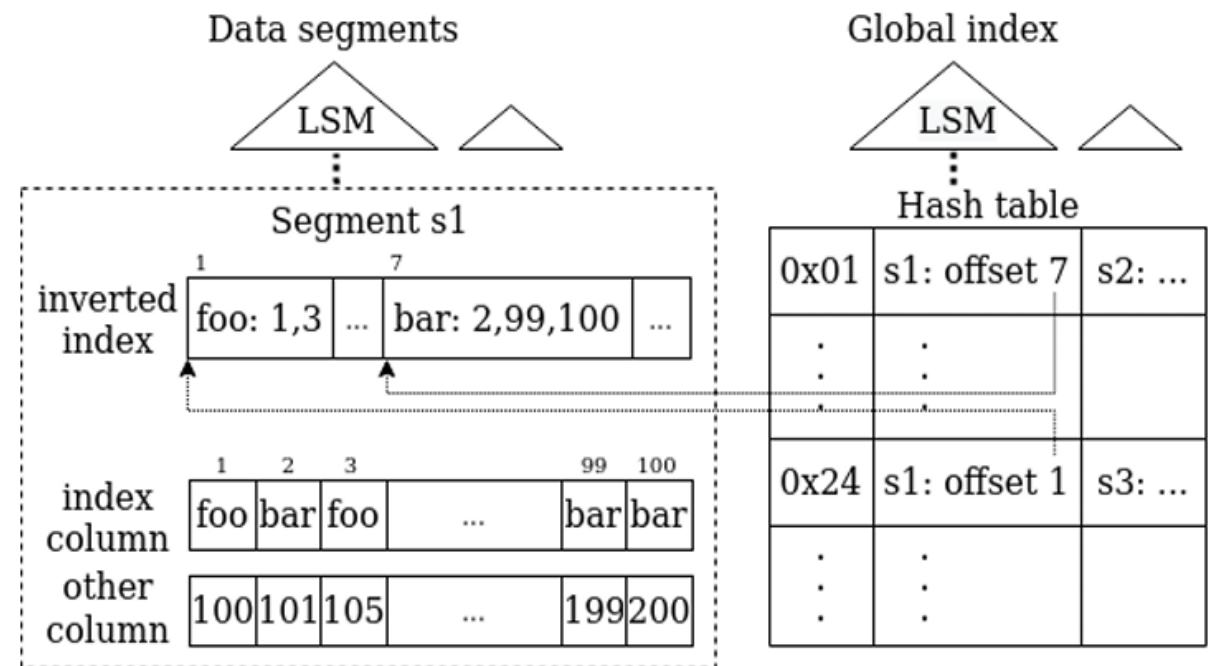 Data segments
Global index
LSM
LSM
Segment s1
Hash table
1 7
inverted
index
foo: 1,3 ... bar: 2,99,100 ...
0x01 s1: offset 7 s2: ...
. .
. .
. .
0x24 s1: offset 1 s3: ...
. .
. .
. .
1 2 3 99 100
index
column
foo bar foo ... bar bar
other
column
100 101 105 ... 199 200